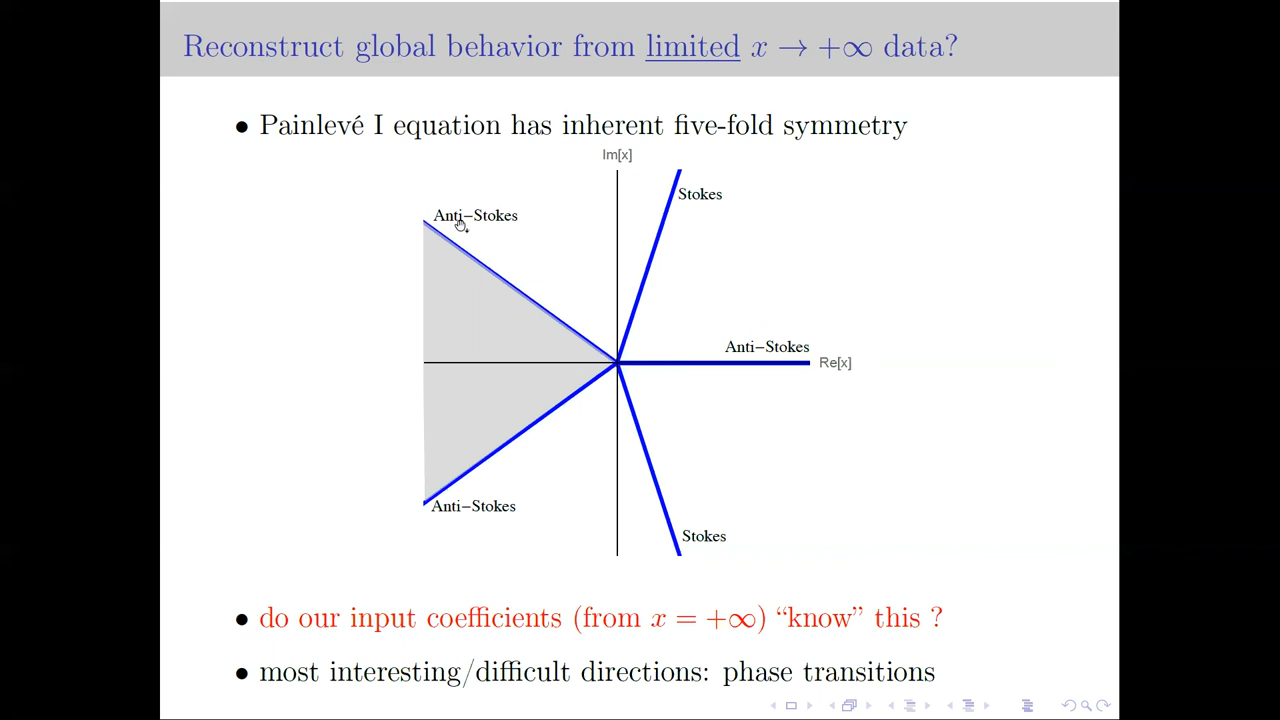 Reconstruct global behavior from limited x → +∞ data?
• Painlevé I equation has inherent five-fold symmetry
Im[x]
Stokes
Anti−Stokes
Anti−Stokes
Re[x]
Anti−Stokes
Stokes
• do our input coefficients (from x = +∞) “know” this ?
• most interesting/difficult directions: phase transitions